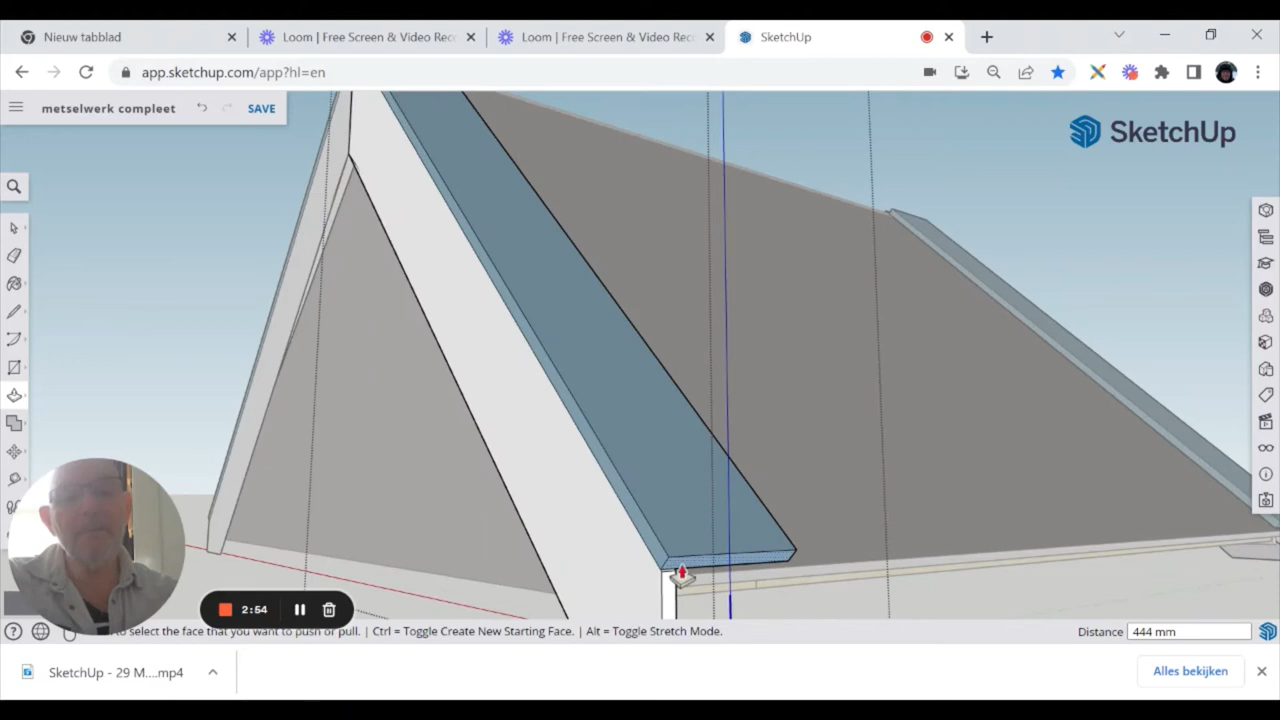 Nieuw tabblad
Loom | Free Screen & Video Rec
Loom | Free Screen & Video Rec
SketchUp
app.sketchup.com/app?hl=en
metselwerk compleet
SAVE
SketchUp
2:54
to select the face that you want to push or pull. | Ctrl = Toggle Create New Starting Face. | Alt = Toggle Stretch Mode.
Distance 444 mm
SketchUp - 29 M....mp4
Alles bekijken